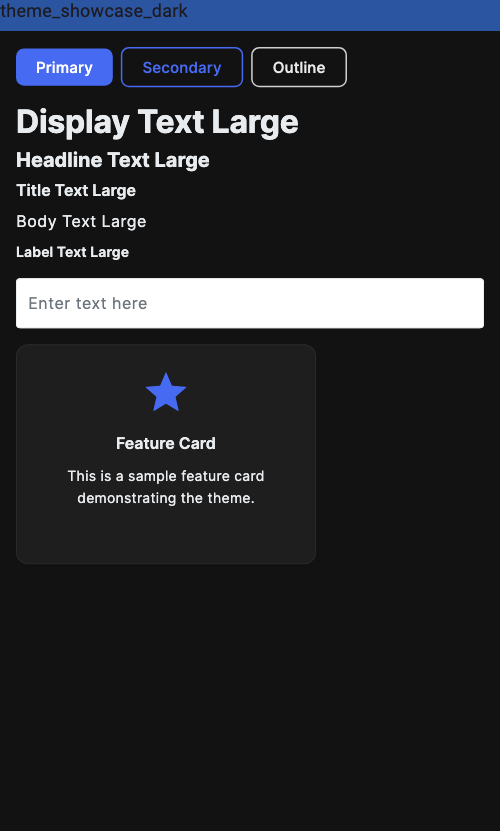 theme_showcase_dark
Primary Secondary Outline
Display Text Large
Headline Text Large
Title Text Large
Body Text Large
Label Text Large
Enter text here
Feature Card
This is a sample feature card
demonstrating the theme.